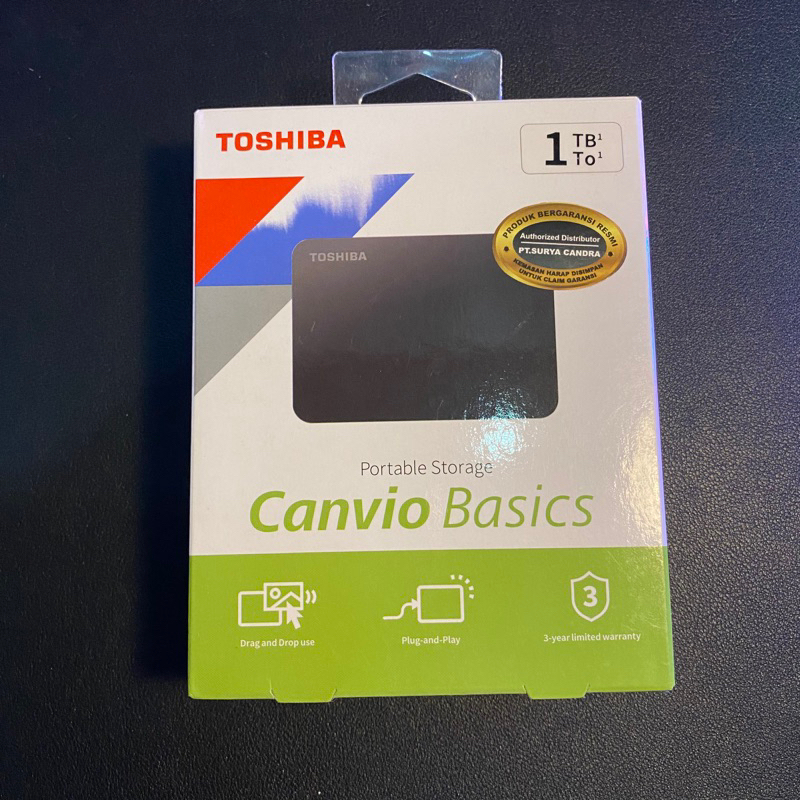 TOSHIBA
1 TB¹
To¹
PRODUK BERGARANSI RESMI
Authorized Distributor
PT.SURYA CANDRA
KEMASAN HARAP DISIMPAN
UNTUK CLAIM GARANSI
TOSHIBA
Portable Storage
Canvio Basics
Drag and Drop use
Plug-and-Play
3
3-year limited warranty